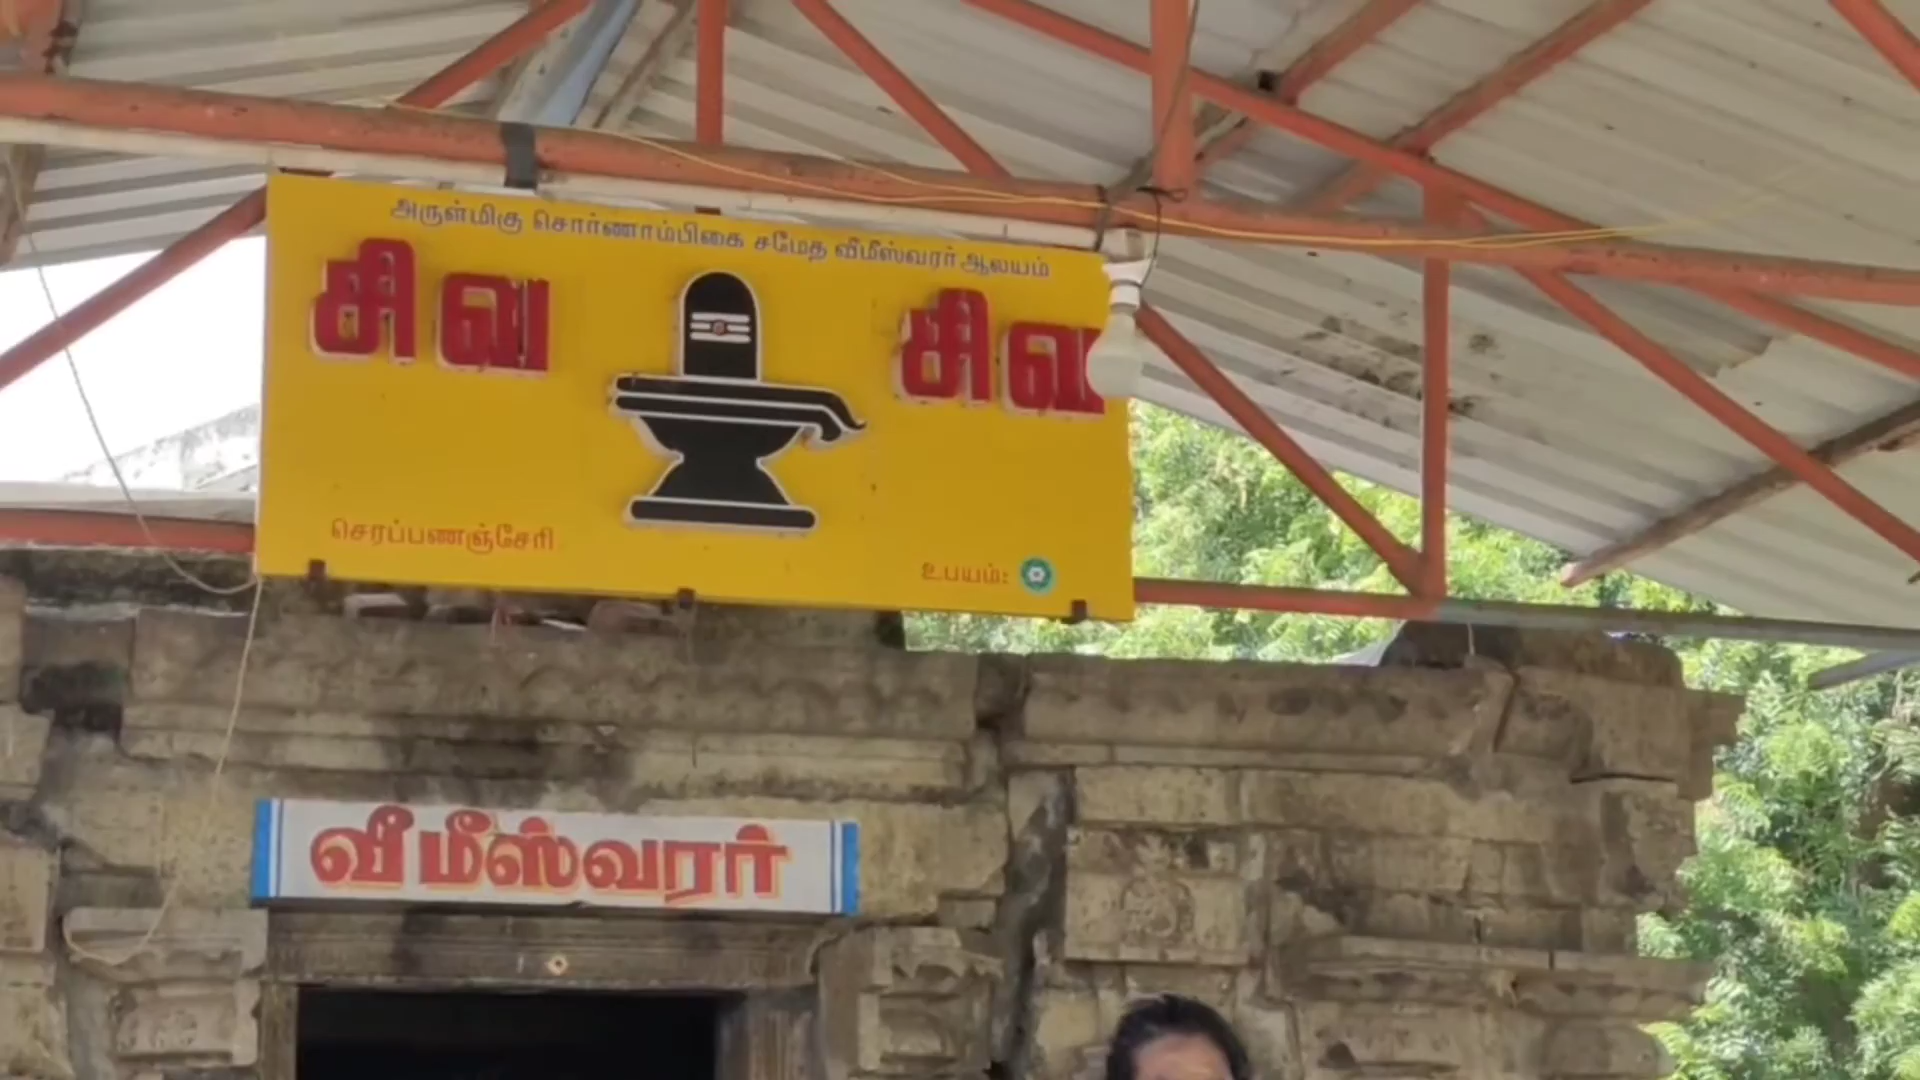 அருள்மிகு சொர்ணாம்பிகை சமேத வீமீஸ்வரர் ஆலயம்
சிவ சிவ
செரப்பணஞ்சேரி
உபயம்:
வீமீஸ்வரர்